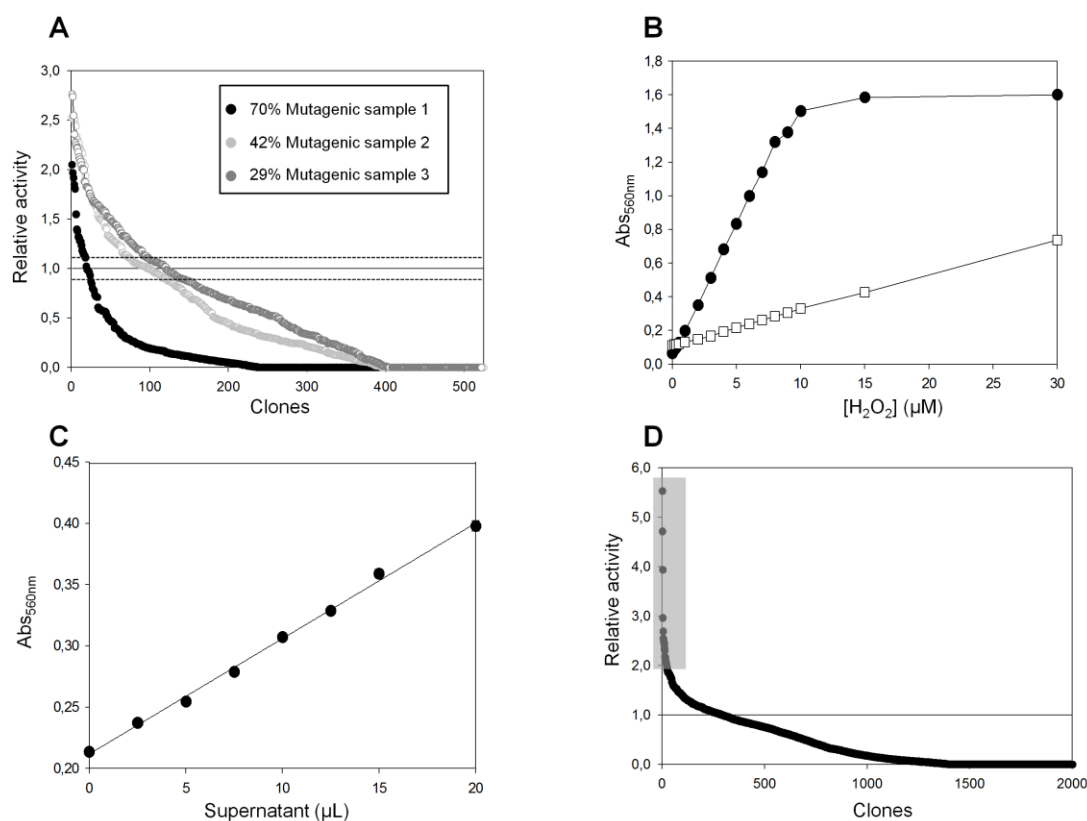 A
3,0
2,5
2,0
1,5
1,0
0,5
0,0
Relative activity
70% Mutagenic sample 1
42% Mutagenic sample 2
29% Mutagenic sample 3
0 100 200 300 400 500
Clones
B
1,8
1,6
1,4
1,2
1,0
0,8
0,6
0,4
0,2
0,0
Abs560nm
0 5 10 15 20 25 30
[H2O2] (µM)
C
0,45
0,40
0,35
0,30
0,25
0,20
Abs560nm
0 5 10 15 20
Supernatant (µL)
D
6,0
5,0
4,0
3,0
2,0
1,0
0,0
Relative activity
0 500 1000 1500 2000
Clones